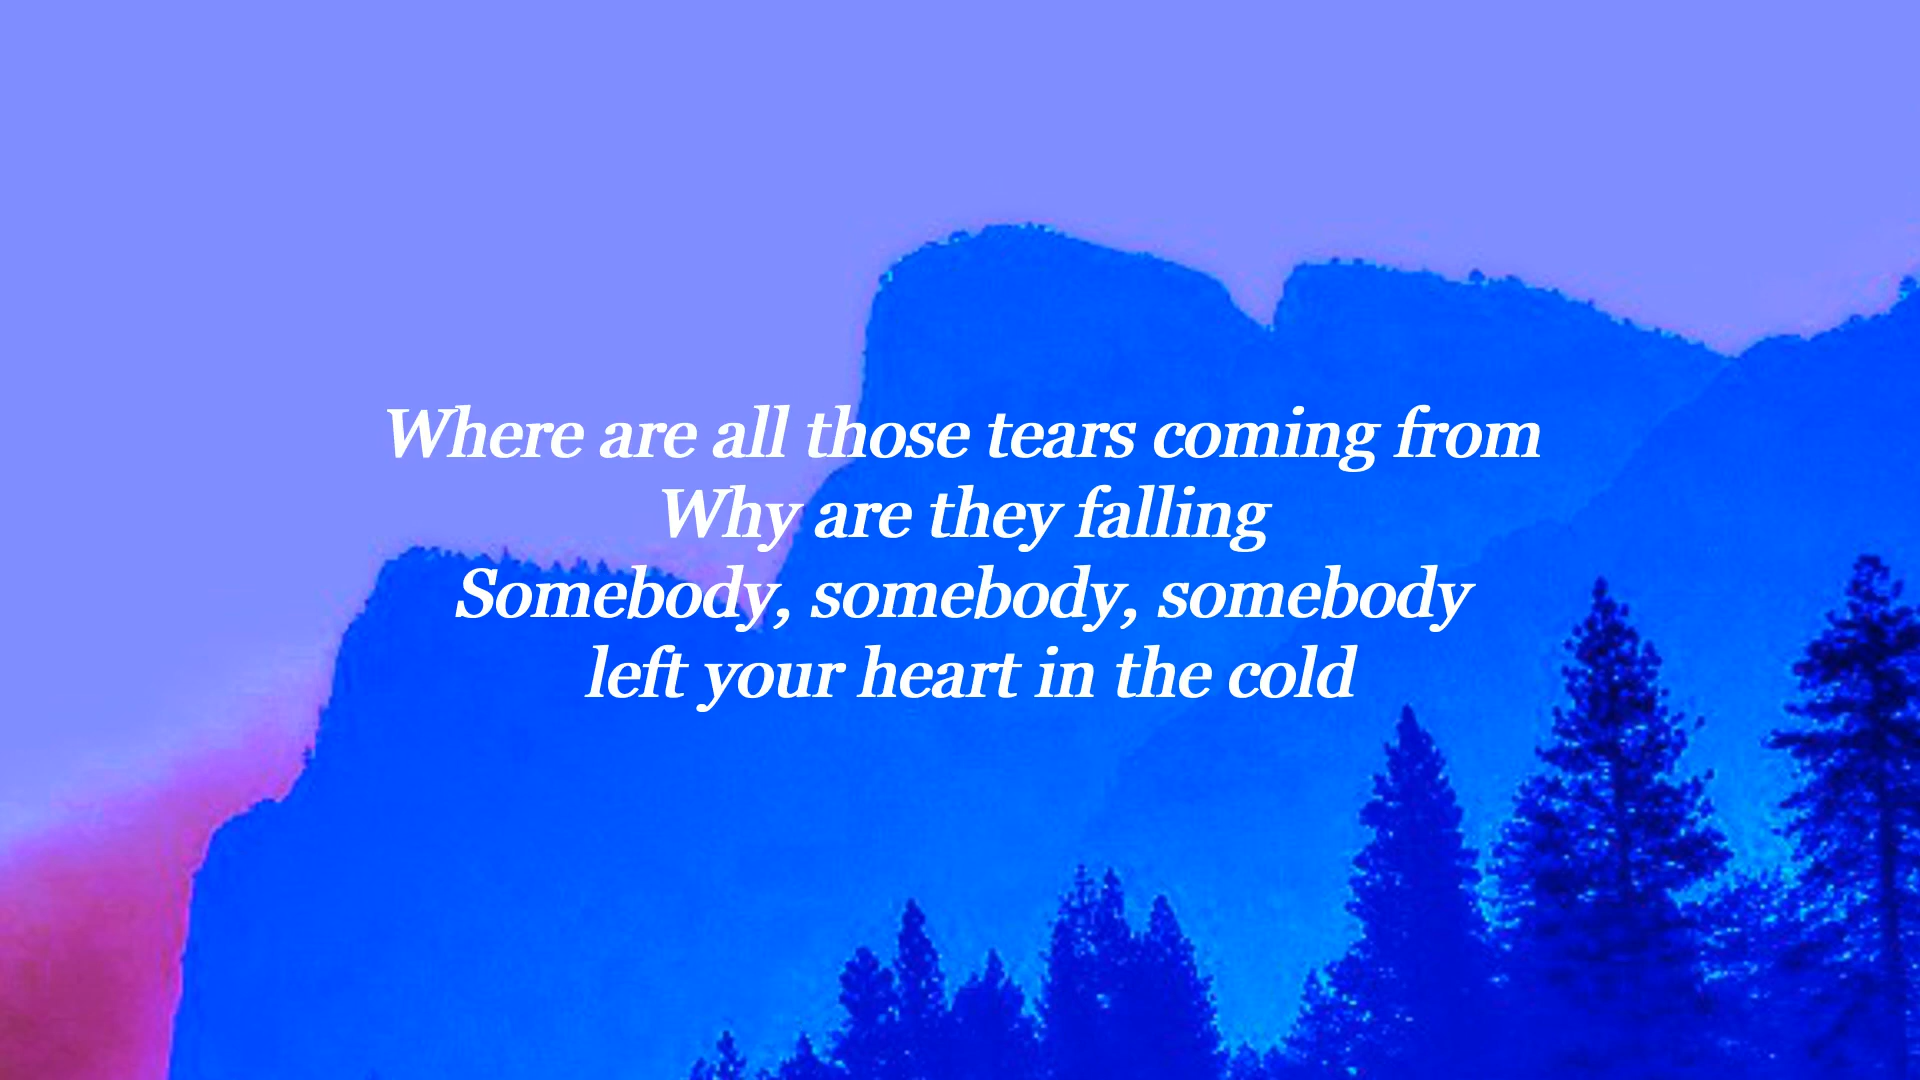 Where are all those tears coming from
Why are they falling
Somebody, somebody, somebody
left your heart in the cold